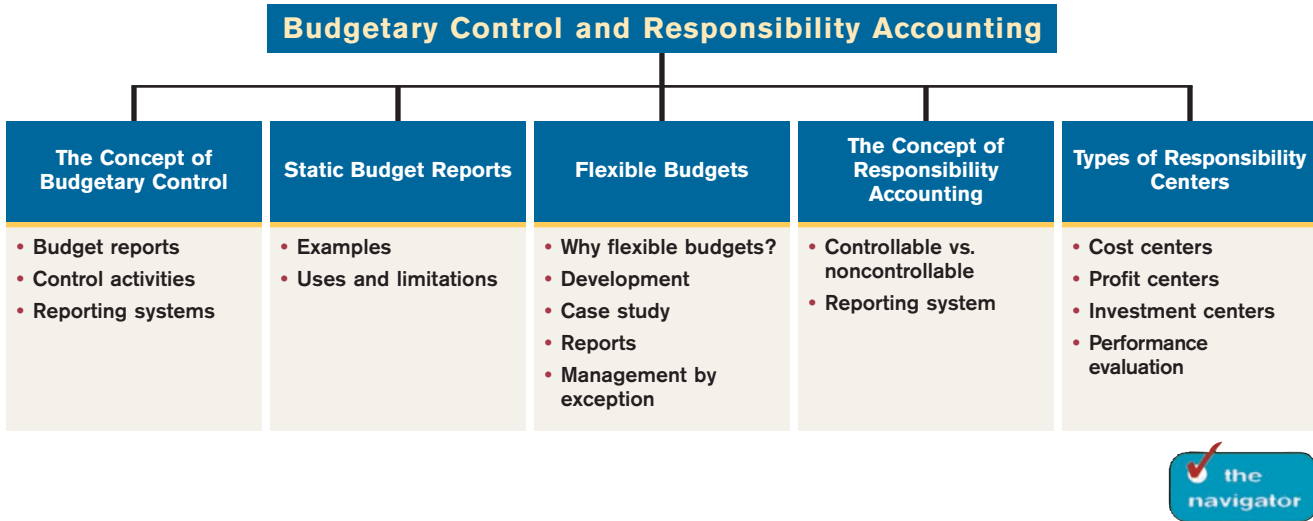 Budgetary Control and Responsibility Accounting
The Concept of
Budgetary Control
• Budget reports
• Control activities
• Reporting systems
Static Budget Reports
• Examples
• Uses and limitations
Flexible Budgets
• Why flexible budgets?
• Development
• Case study
• Reports
• Management by
exception
The Concept of
Responsibility
Accounting
• Controllable vs.
noncontrollable
• Reporting system
Types of Responsibility
Centers
• Cost centers
• Profit centers
• Investment centers
• Performance
evaluation
the
navigator